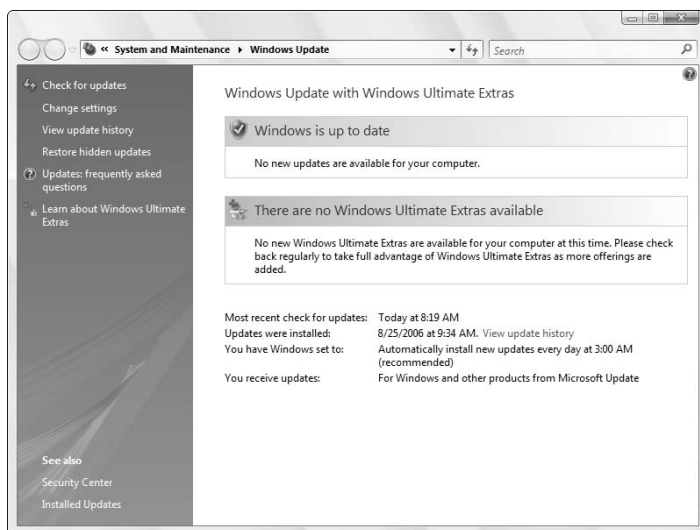 « System and Maintenance ▸ Windows Update
Search
Check for updates
Change settings
View update history
Restore hidden updates
Updates: frequently asked
questions
Learn about Windows Ultimate
Extras
See also
Security Center
Installed Updates
Windows Update with Windows Ultimate Extras
Windows is up to date
No new updates are available for your computer.
There are no Windows Ultimate Extras available
No new Windows Ultimate Extras are available for your computer at this time. Please check
back regularly to take full advantage of Windows Ultimate Extras as more offerings are
added.
Most recent check for updates: Today at 8:19 AM
Updates were installed: 8/25/2006 at 9:34 AM. View update history
You have Windows set to: Automatically install new updates every day at 3:00 AM
(recommended)
You receive updates: For Windows and other products from Microsoft Update